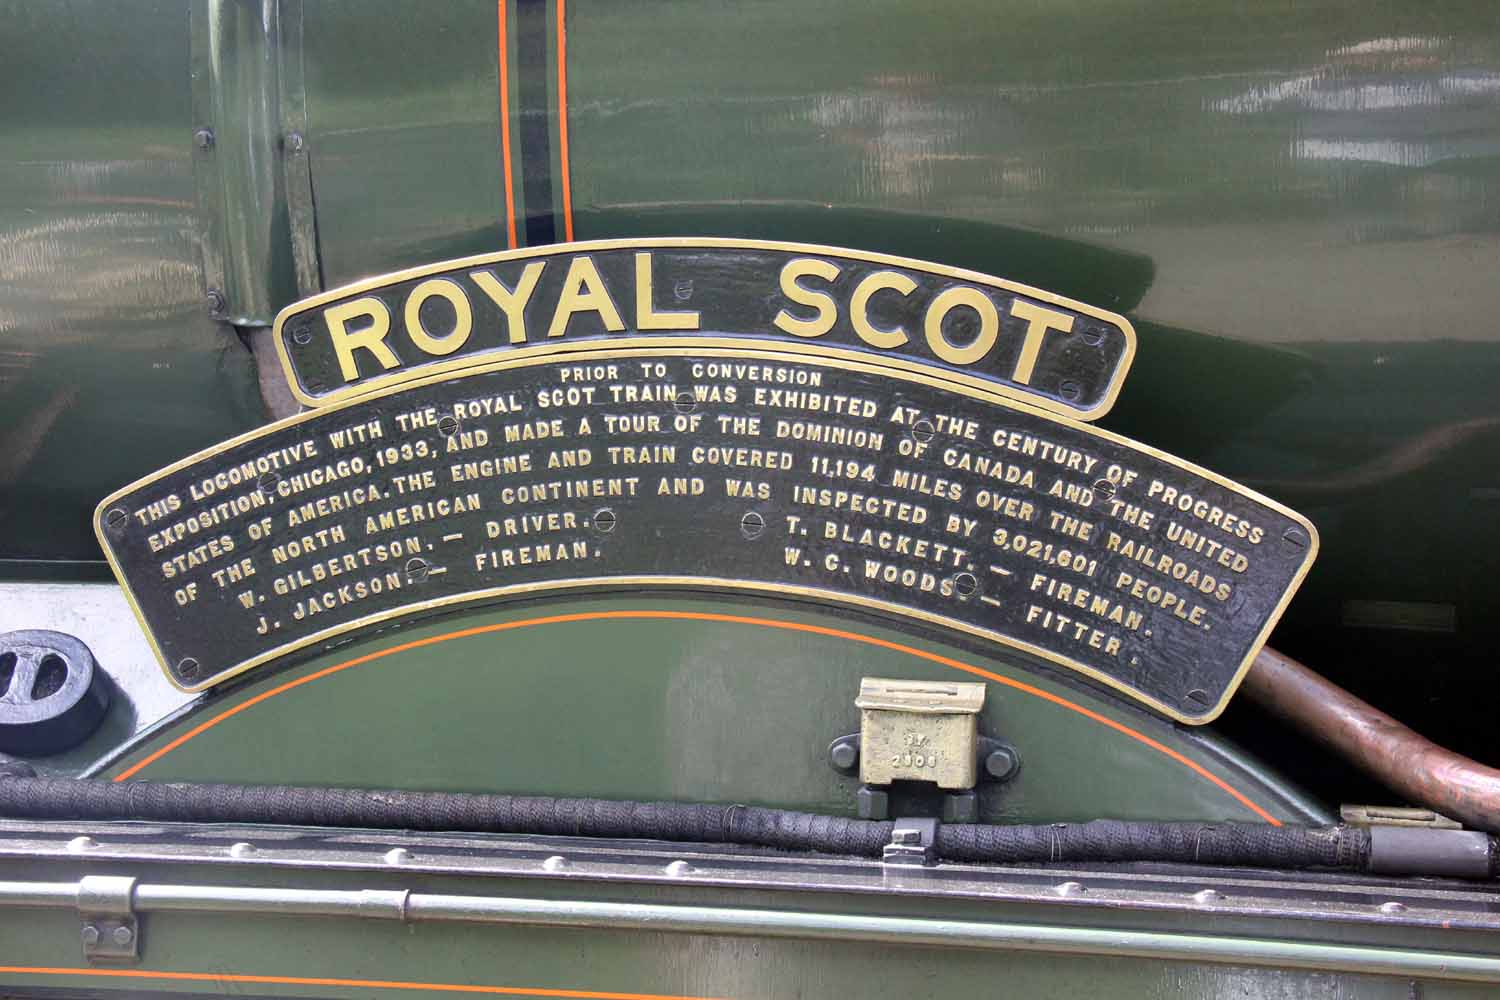 ROYAL SCOT
PRIOR TO CONVERSION
THIS LOCOMOTIVE WITH THE ROYAL SCOT TRAIN WAS EXHIBITED AT THE CENTURY OF PROGRESS
EXPOSITION, CHICAGO, 1933, AND MADE A TOUR OF THE DOMINION OF CANADA AND THE UNITED
STATES OF AMERICA. THE ENGINE AND TRAIN COVERED 11,194 MILES OVER THE RAILROADS
OF THE NORTH AMERICAN CONTINENT AND WAS INSPECTED BY 3,021,601 PEOPLE.
W. GILBERTSON. – DRIVER. T. BLACKETT. – FIREMAN.
J. JACKSON. – FIREMAN. W. C. WOODS. – FITTER.